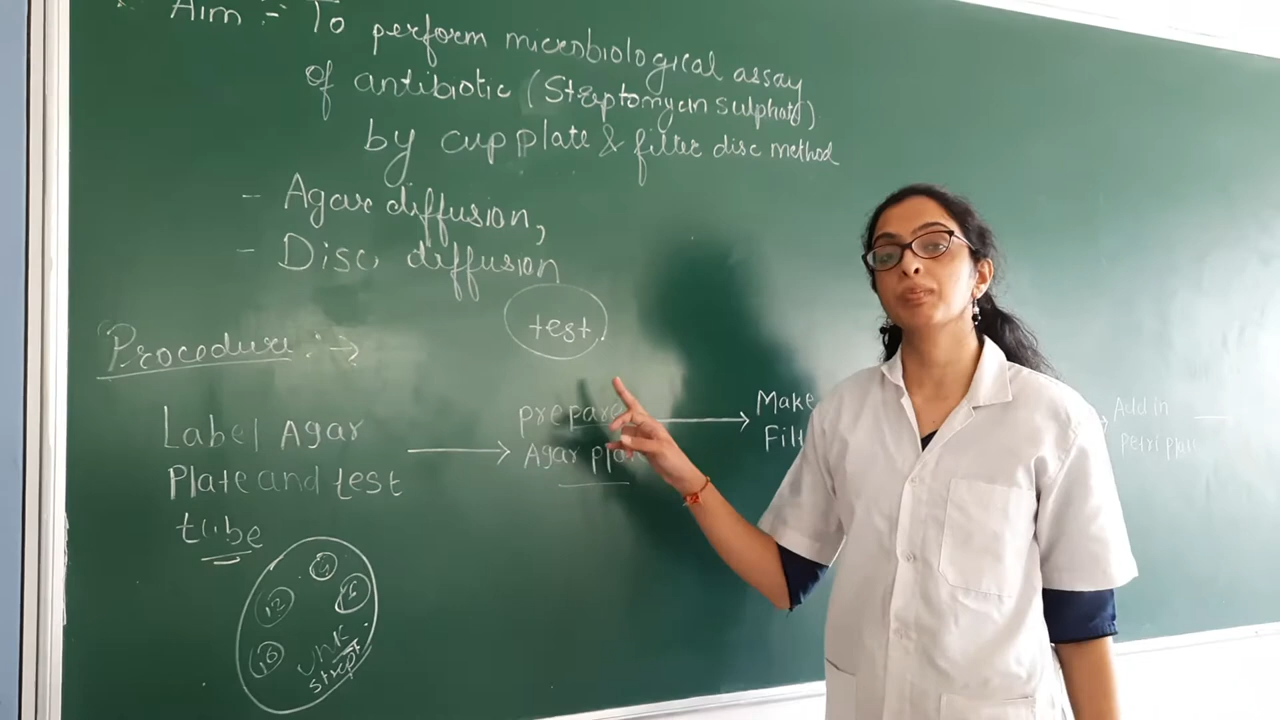 Aim :- To perform microbiological assay
of antibiotic (Streptomycin sulphate)
by cup plate & filter disc method
- Agar diffusion,
- Disc diffusion
test
Procedure :- →
Label Agar
Plate and test
tube
→
prepare
Agar pla
→
Make
Filt
Add in
Petri plate
12
16
unk
strept